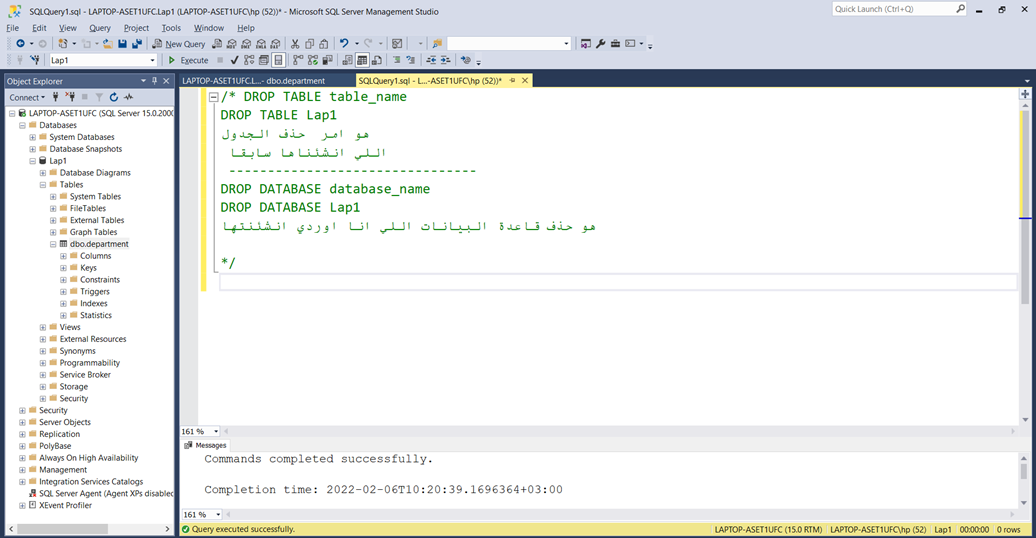 SQLQuery1.sql - LAPTOP-ASET1UFC.Lap1 (LAPTOP-ASET1UFC\hp (52))* - Microsoft SQL Server Management Studio
Quick Launch (Ctrl+Q)
File Edit View Query Project Tools Window Help
New Query
Lap1
Execute
Object Explorer
Connect
LAPTOP-ASET1UFC (SQL Server 15.0.2000
Databases
System Databases
Database Snapshots
Lap1
Database Diagrams
Tables
System Tables
FileTables
External Tables
Graph Tables
dbo.department
Columns
Keys
Constraints
Triggers
Indexes
Statistics
Views
External Resources
Synonyms
Programmability
Service Broker
Storage
Security
Security
Server Objects
Replication
PolyBase
Always On High Availability
Management
Integration Services Catalogs
SQL Server Agent (Agent XPs disabled
XEvent Profiler
LAPTOP-ASET1UFC.L...- dbo.department
SQLQuery1.sql - L...-ASET1UFC\hp (52))*
/* DROP TABLE table_name
DROP TABLE Lap1
هو امر حذف الجدول
اللي انشئناها سابقا
--------------------------------
DROP DATABASE database_name
DROP DATABASE Lap1
هو حذف قاعدة البيانات اللي انا اوردي انشئنتها
*/
161 %
Messages
Commands completed successfully.
Completion time: 2022-02-06T10:20:39.1696364+03:00
161 %
Query executed successfully.
LAPTOP-ASET1UFC (15.0 RTM) LAPTOP-ASET1UFC\hp (52) Lap1 00:00:00 0 rows